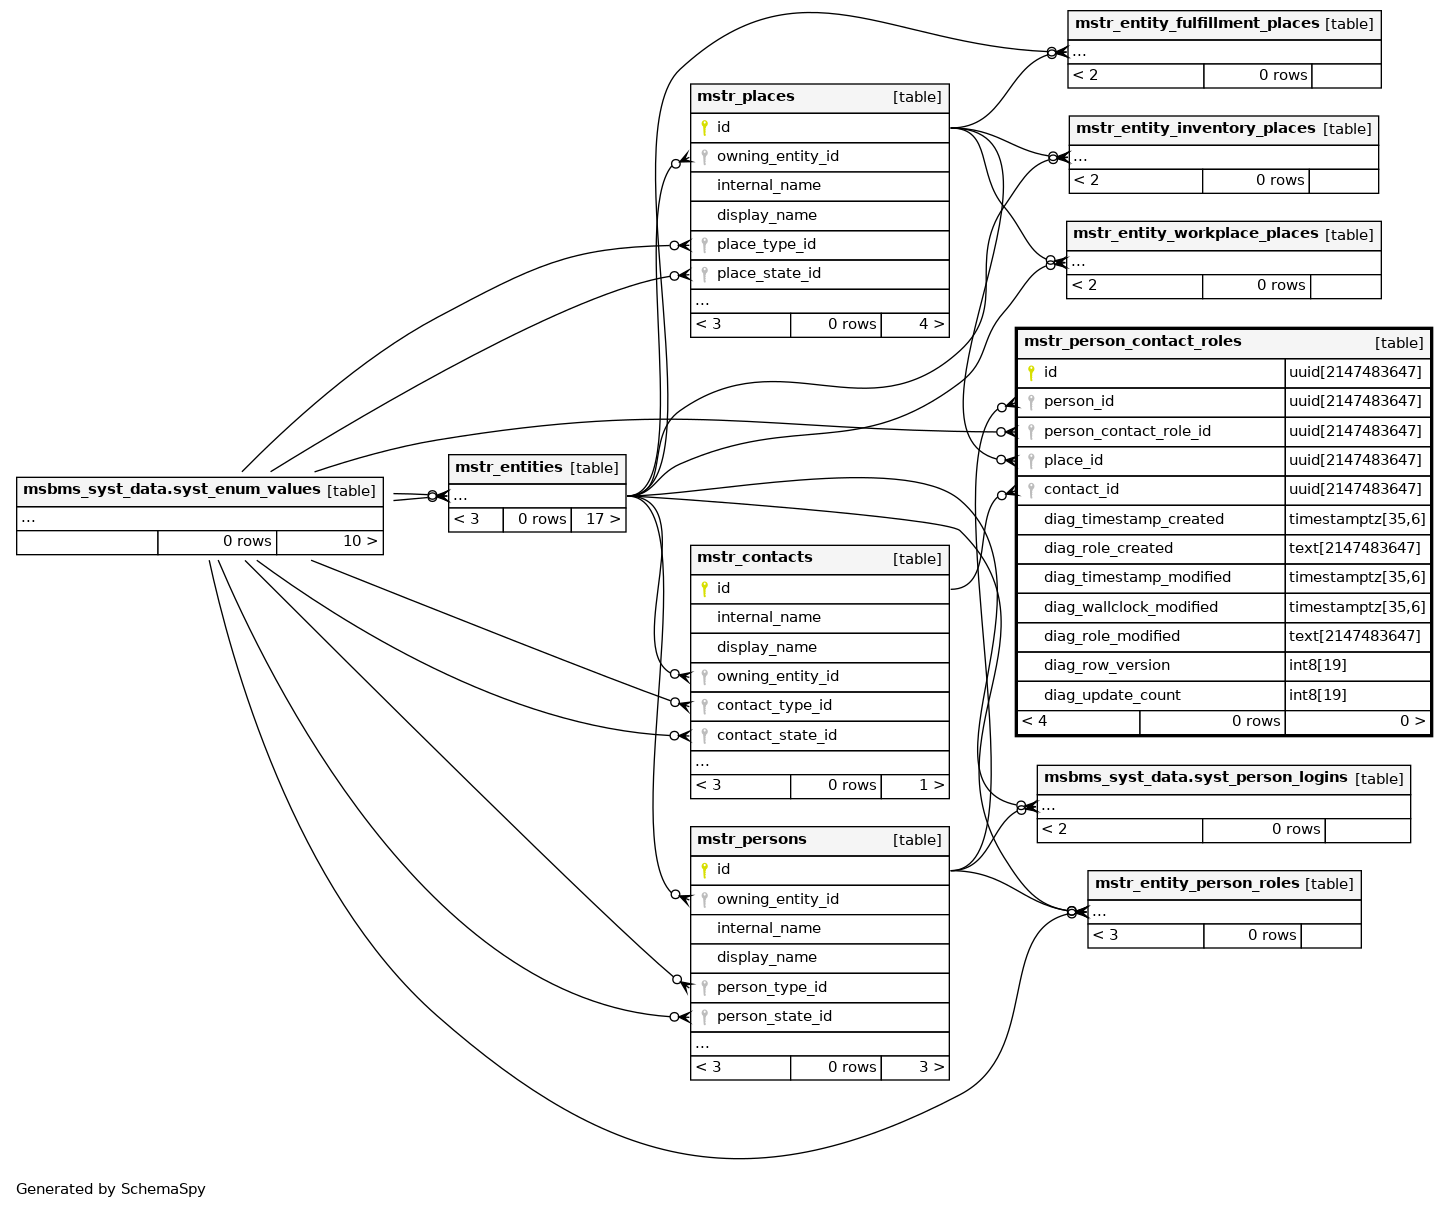 mstr_entity_fulfillment_places [table]
...
< 2 0 rows
mstr_places [table]
id
owning_entity_id
internal_name
display_name
place_type_id
place_state_id
...
< 3 0 rows 4 >
mstr_entity_inventory_places [table]
...
< 2 0 rows
mstr_entity_workplace_places [table]
...
< 2 0 rows
mstr_person_contact_roles [table]
id uuid[2147483647]
person_id uuid[2147483647]
person_contact_role_id uuid[2147483647]
place_id uuid[2147483647]
contact_id uuid[2147483647]
diag_timestamp_created timestamptz[35,6]
diag_role_created text[2147483647]
diag_timestamp_modified timestamptz[35,6]
diag_wallclock_modified timestamptz[35,6]
diag_role_modified text[2147483647]
diag_row_version int8[19]
diag_update_count int8[19]
< 4 0 rows 0 >
msbms_syst_data.syst_enum_values [table]
...
0 rows 10 >
mstr_entities [table]
...
< 3 0 rows 17 >
mstr_contacts [table]
id
internal_name
display_name
owning_entity_id
contact_type_id
contact_state_id
...
< 3 0 rows 1 >
msbms_syst_data.syst_person_logins [table]
...
< 2 0 rows
mstr_persons [table]
id
owning_entity_id
internal_name
display_name
person_type_id
person_state_id
...
< 3 0 rows 3 >
mstr_entity_person_roles [table]
...
< 3 0 rows
Generated by SchemaSpy